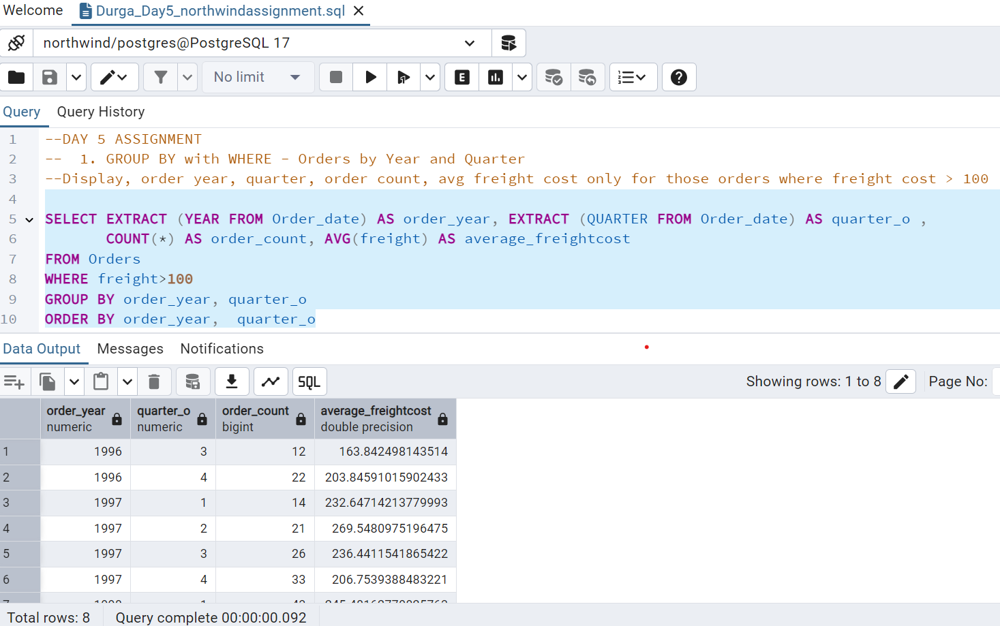 Welcome Durga_Day5_northwindassignment.sql
northwind/postgres@PostgreSQL 17
No limit
Query Query History
1 --DAY 5 ASSIGNMENT
2 --  1. GROUP BY with WHERE - Orders by Year and Quarter
3 --Display, order year, quarter, order count, avg freight cost only for those orders where freight cost > 100
4
5 SELECT EXTRACT (YEAR FROM Order_date) AS order_year, EXTRACT (QUARTER FROM Order_date) AS quarter_o ,
6 COUNT(*) AS order_count, AVG(freight) AS average_freightcost
7 FROM Orders
8 WHERE freight>100
9 GROUP BY order_year, quarter_o
10 ORDER BY order_year,  quarter_o
Data Output Messages Notifications
SQL Showing rows: 1 to 8 Page No:
order_year quarter_o order_count average_freightcost
numeric numeric bigint double precision
1 1996 3 12 163.842498143514
2 1996 4 22 203.84591015902433
3 1997 1 14 232.64714213779993
4 1997 2 21 269.5480975196475
5 1997 3 26 236.4411541865422
6 1997 4 33 206.7539388483221
Total rows: 8 Query complete 00:00:00.092